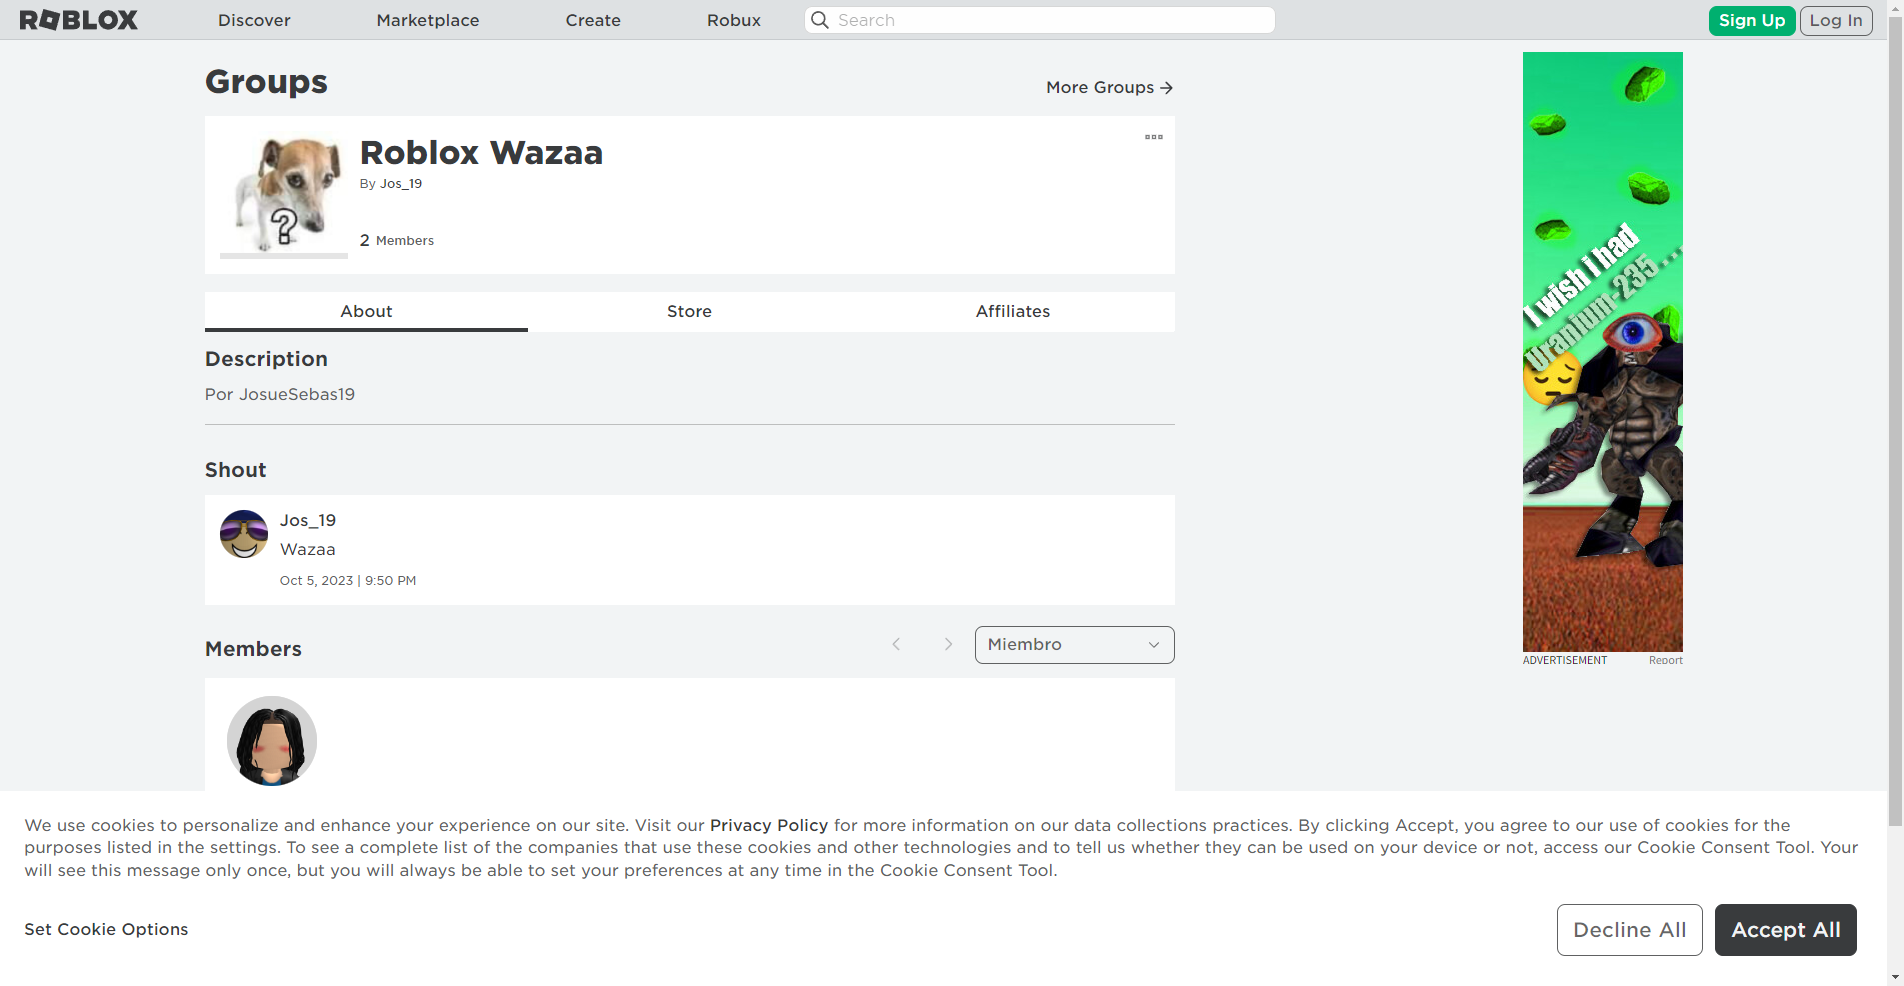 ROBLOX
Discover
Marketplace
Create
Robux
Search
Sign Up
Log In
Groups
More Groups →
Roblox Wazaa
By Jos_19
2 Members
?
About
Store
Affiliates
Description
Por JosueSebas19
Shout
Jos_19
Wazaa
Oct 5, 2023 | 9:50 PM
Members
Miembro
I wish i had
Uranium-235....
ADVERTISEMENT
Report
We use cookies to personalize and enhance your experience on our site. Visit our Privacy Policy for more information on our data collections practices. By clicking Accept, you agree to our use of cookies for the
purposes listed in the settings. To see a complete list of the companies that use these cookies and other technologies and to tell us whether they can be used on your device or not, access our Cookie Consent Tool. Your
will see this message only once, but you will always be able to set your preferences at any time in the Cookie Consent Tool.
Set Cookie Options
Decline All
Accept All